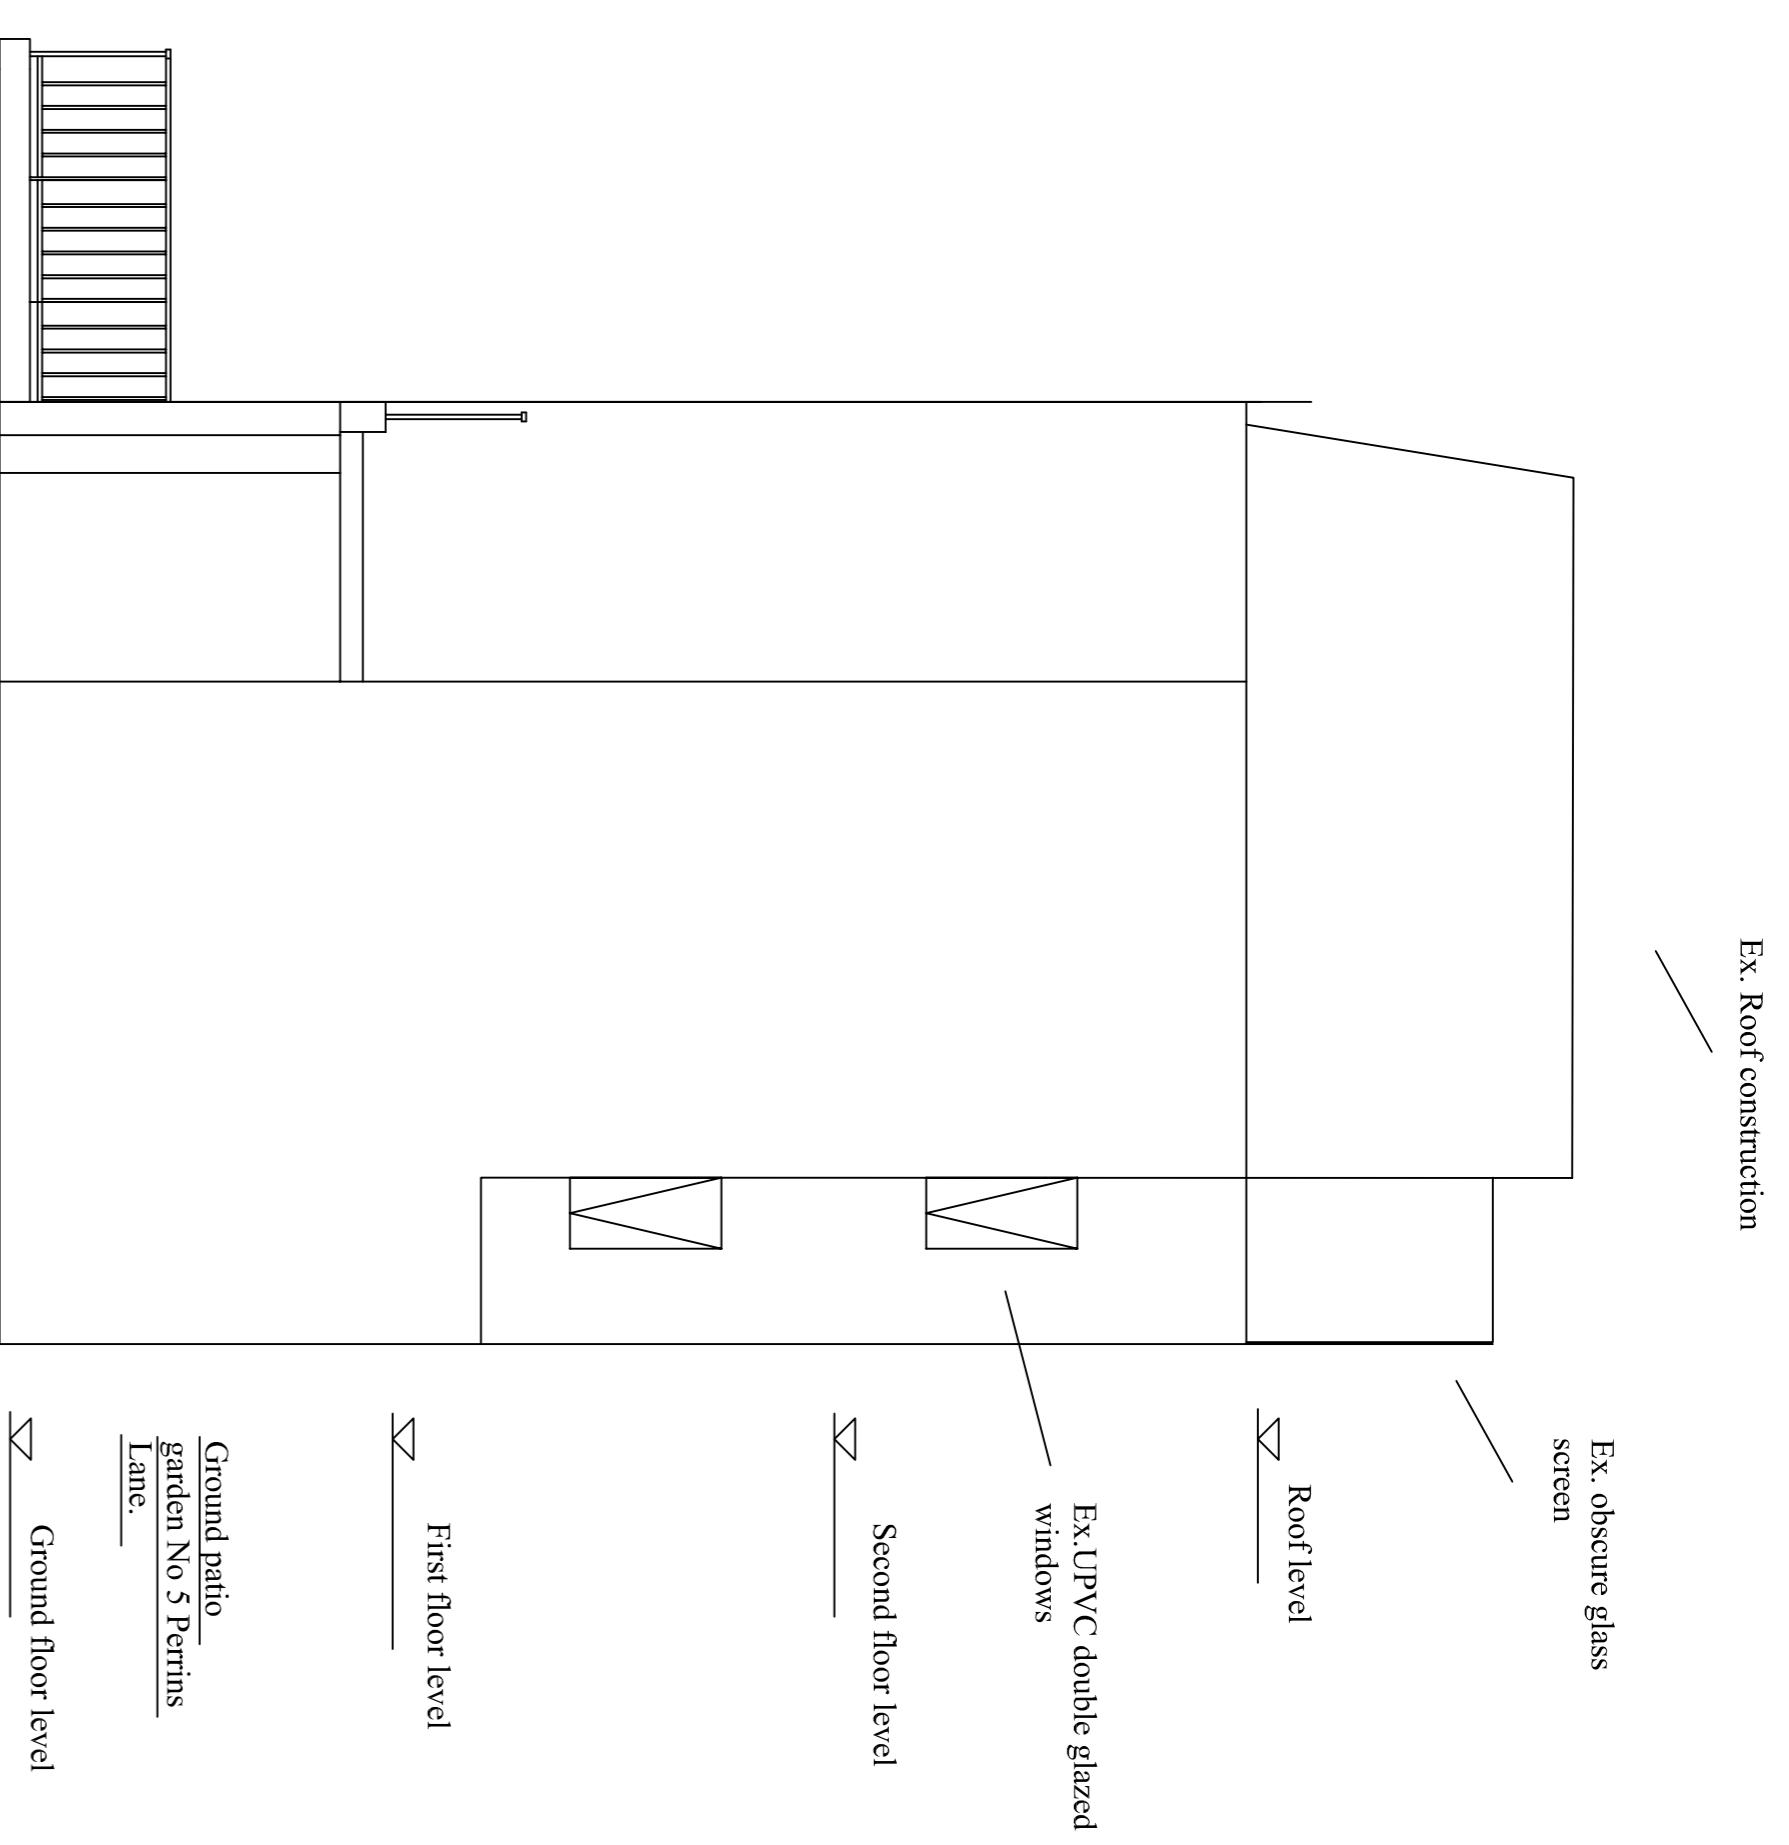 Ex. Roof construction
Ex. obscure glass
screen
Roof level
Ex.UPVC double glazed
windows
Second floor level
First floor level
Ground patio
garden No 5 Perrins
Lane.
Ground floor level